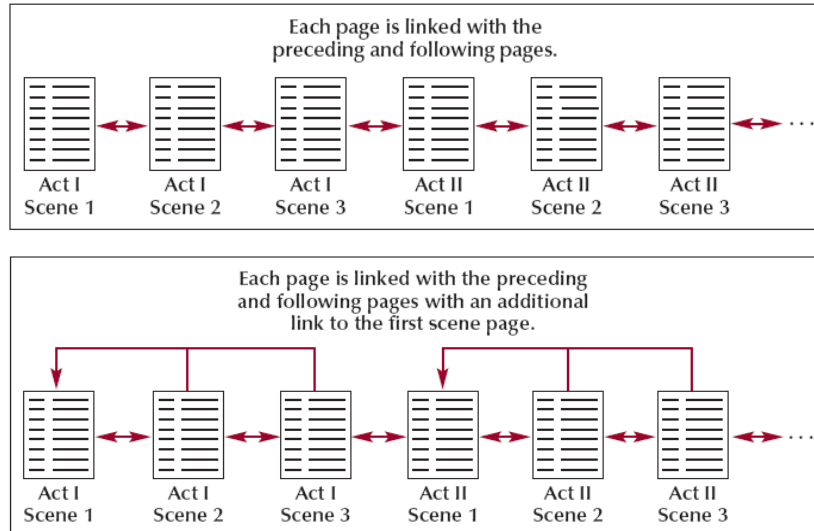 Each page is linked with the
preceding and following pages.
...
Act I Act I Act I Act II Act II Act II
Scene 1 Scene 2 Scene 3 Scene 1 Scene 2 Scene 3
Each page is linked with the preceding
and following pages with an additional
link to the first scene page.
...
Act I Act I Act I Act II Act II Act II
Scene 1 Scene 2 Scene 3 Scene 1 Scene 2 Scene 3